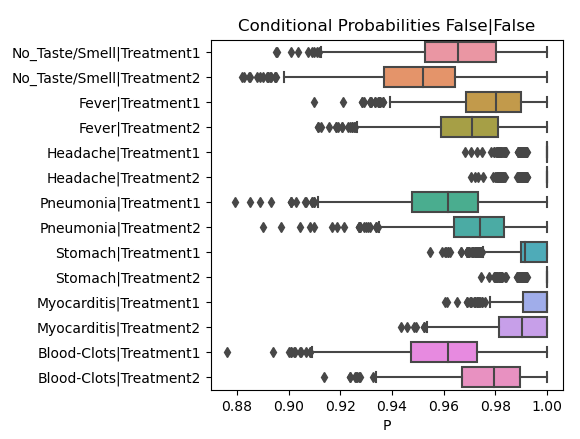 Conditional Probabilities False|False
No_Taste/Smell|Treatment1
No_Taste/Smell|Treatment2
Fever|Treatment1
Fever|Treatment2
Headache|Treatment1
Headache|Treatment2
Pneumonia|Treatment1
Pneumonia|Treatment2
Stomach|Treatment1
Stomach|Treatment2
Myocarditis|Treatment1
Myocarditis|Treatment2
Blood-Clots|Treatment1
Blood-Clots|Treatment2
0.88 0.90 0.92 0.94 0.96 0.98 1.00
P